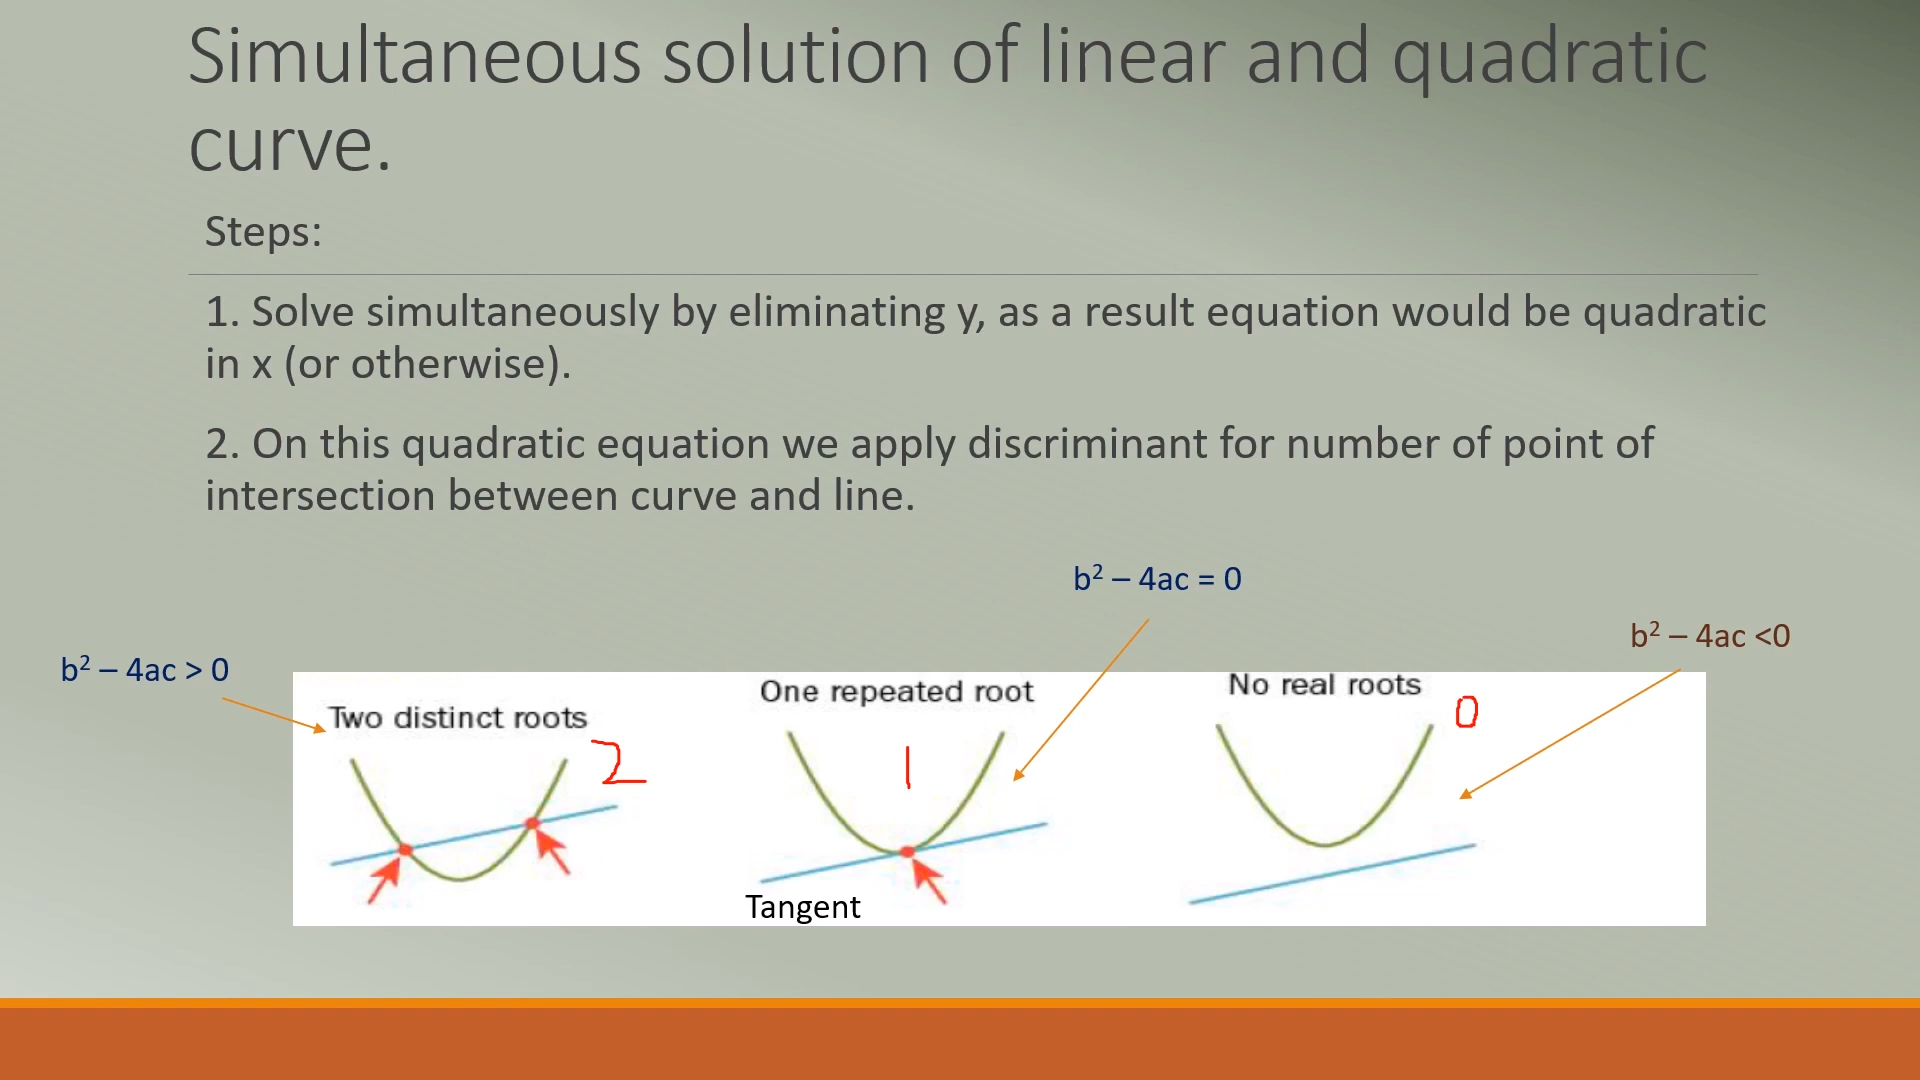 Simultaneous solution of linear and quadratic
curve.
Steps:
1. Solve simultaneously by eliminating y, as a result equation would be quadratic
in x (or otherwise).
2. On this quadratic equation we apply discriminant for number of point of
intersection between curve and line.
b² – 4ac = 0
b² – 4ac <0
b² – 4ac > 0
Two distinct roots
2
One repeated root
1
Tangent
No real roots
0